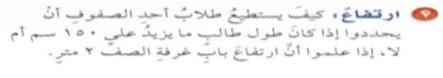 ٧ ارتفاع: كيفَ يستطيعُ طلابُ أحدِ الصفوفِ أنْ
يحددوا إذا كانَ طول طالبٍ ما يزيدُ على ١٥٠ سم أم
لا، إذا علموا أنَّ ارتفاعَ بابِ غرفةِ الصف ٢ مترٍ.